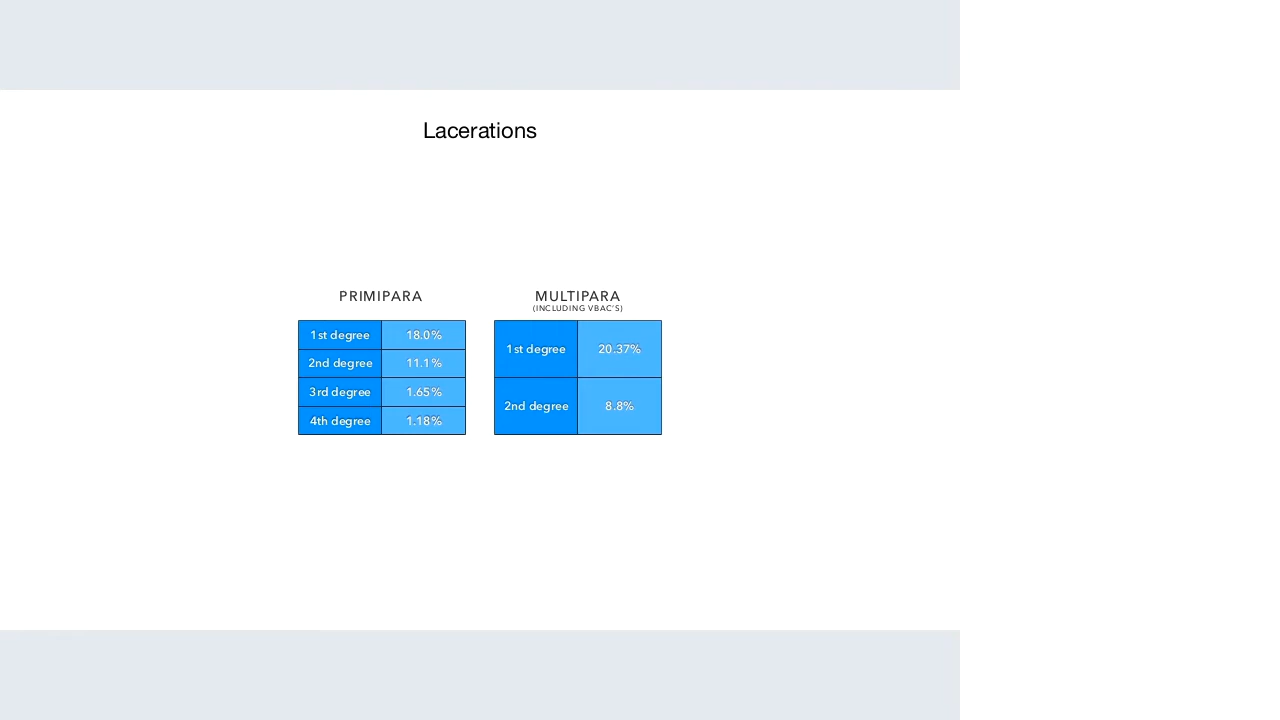 Lacerations
PRIMIPARA
1st degree 18.0%
2nd degree 11.1%
3rd degree 1.65%
4th degree 1.18%
MULTIPARA
(INCLUDING VBAC'S)
1st degree 20.37%
2nd degree 8.8%